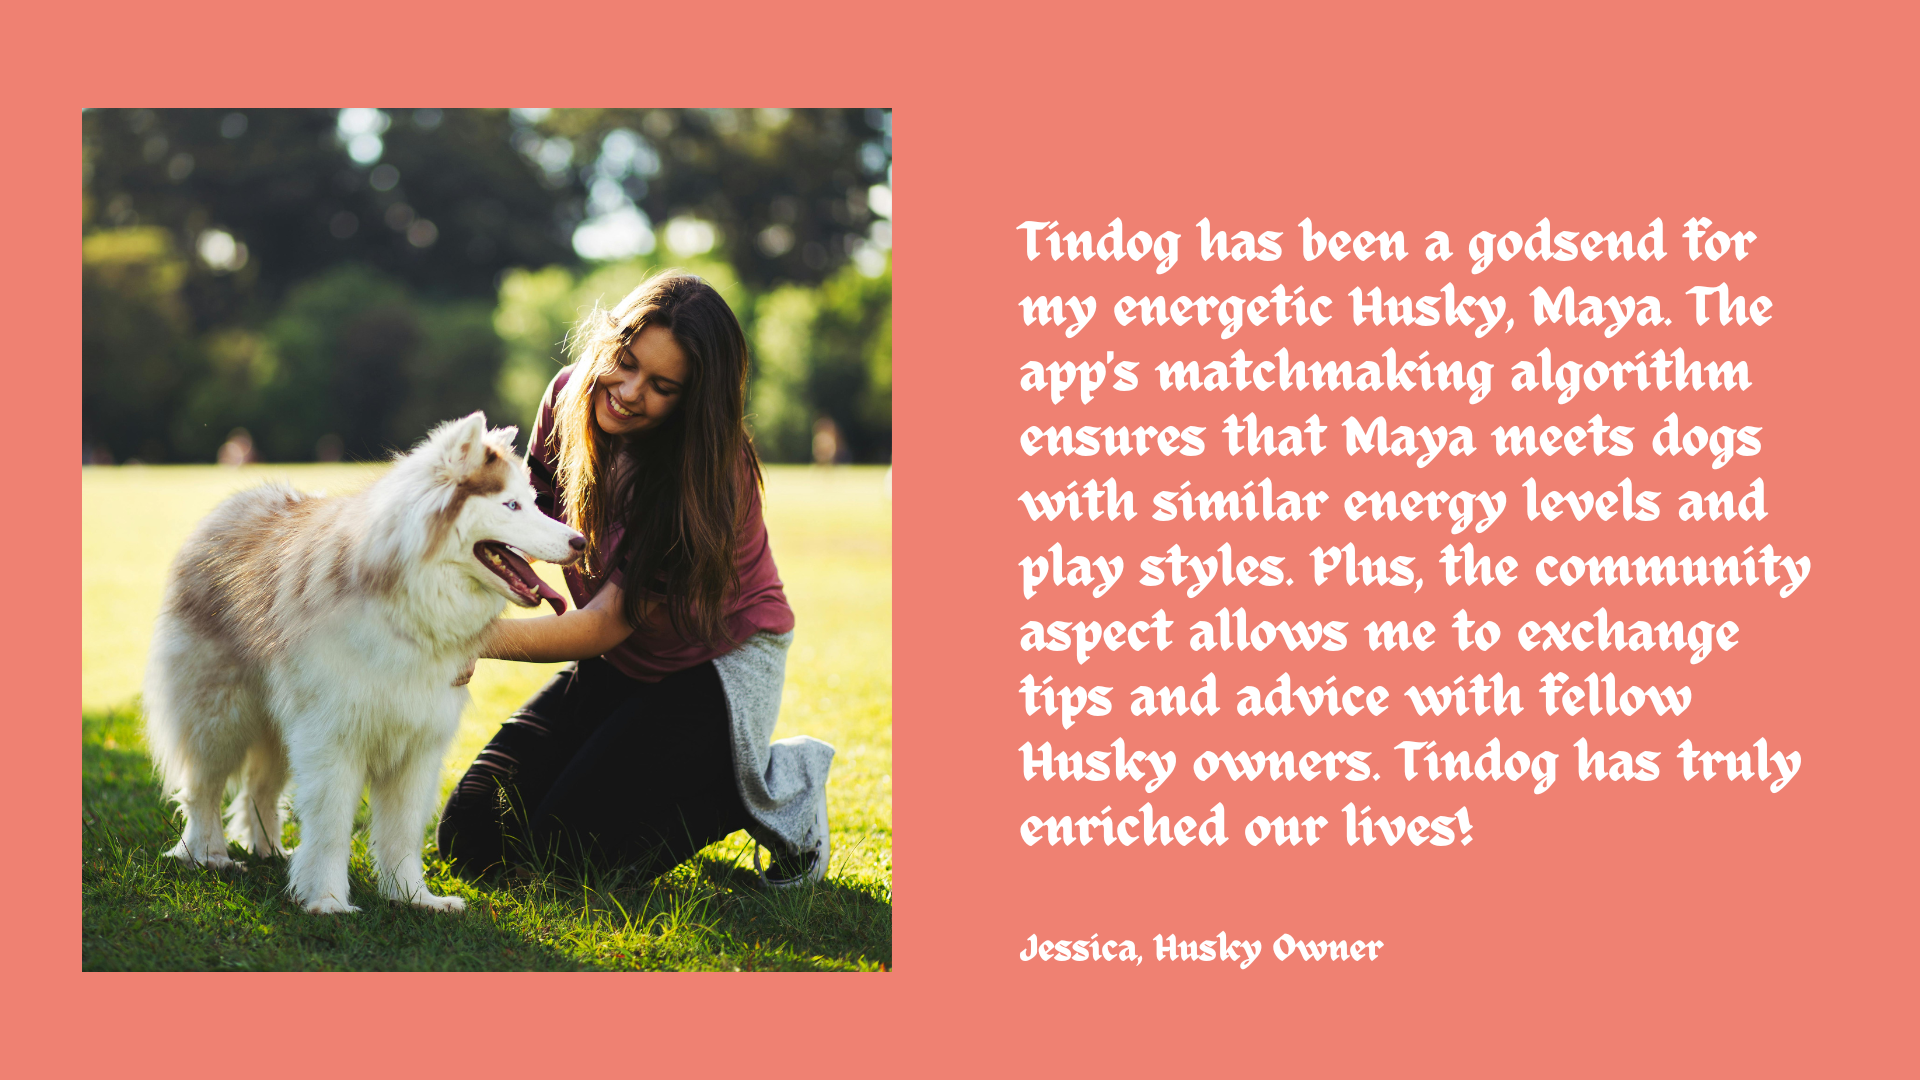 Tindog has been a godsend for
my energetic Husky, Maya. The
app's matchmaking algorithm
ensures that Maya meets dogs
with similar energy levels and
play styles. Plus, the community
aspect allows me to exchange
tips and advice with fellow
Husky owners. Tindog has truly
enriched our lives!
Jessica, Husky Owner